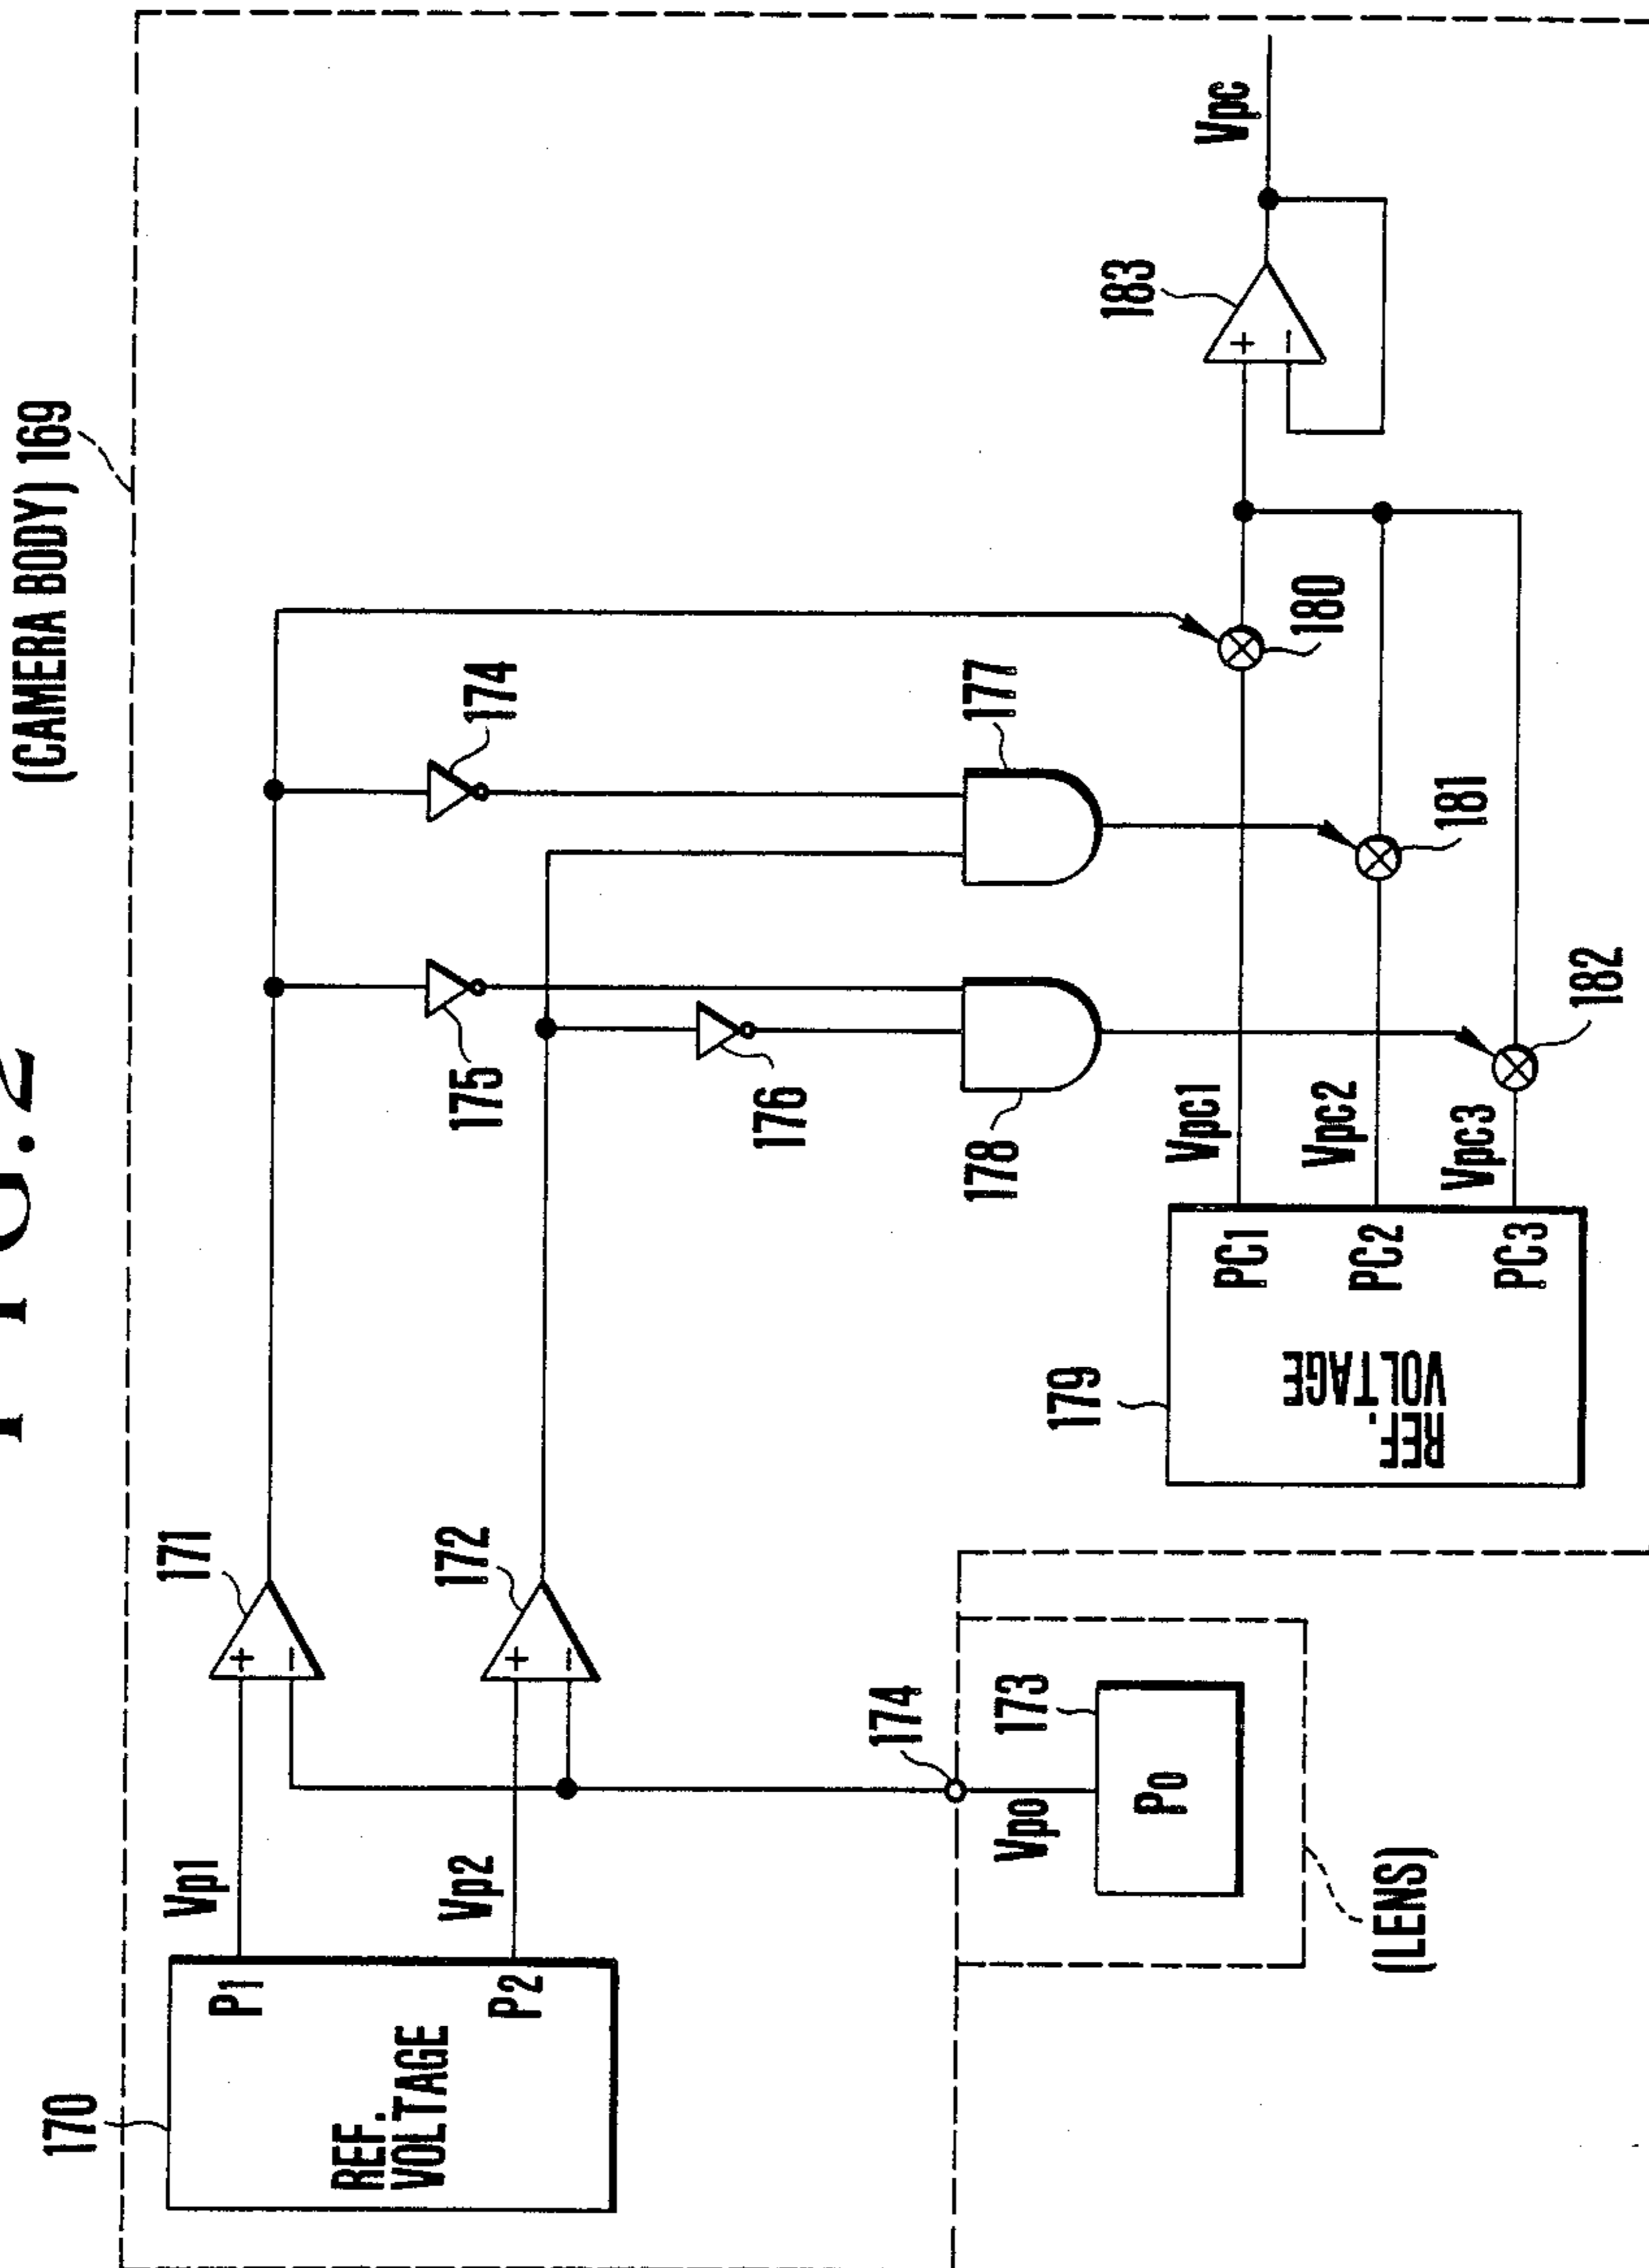 FIG.2
(CAMERA BODY) 169
170
REF.
VOLTAGE
P1
P2
Vp1
Vp2
171
+
−
172
+
−
174
Vpo
173
Po
(LENS)
175
174
176
177
178
179
REF.
VOLTAGE
PC1
PC2
PC3
Vpc1
Vpc2
Vpc3
180
181
182
183
+
−
Vpc